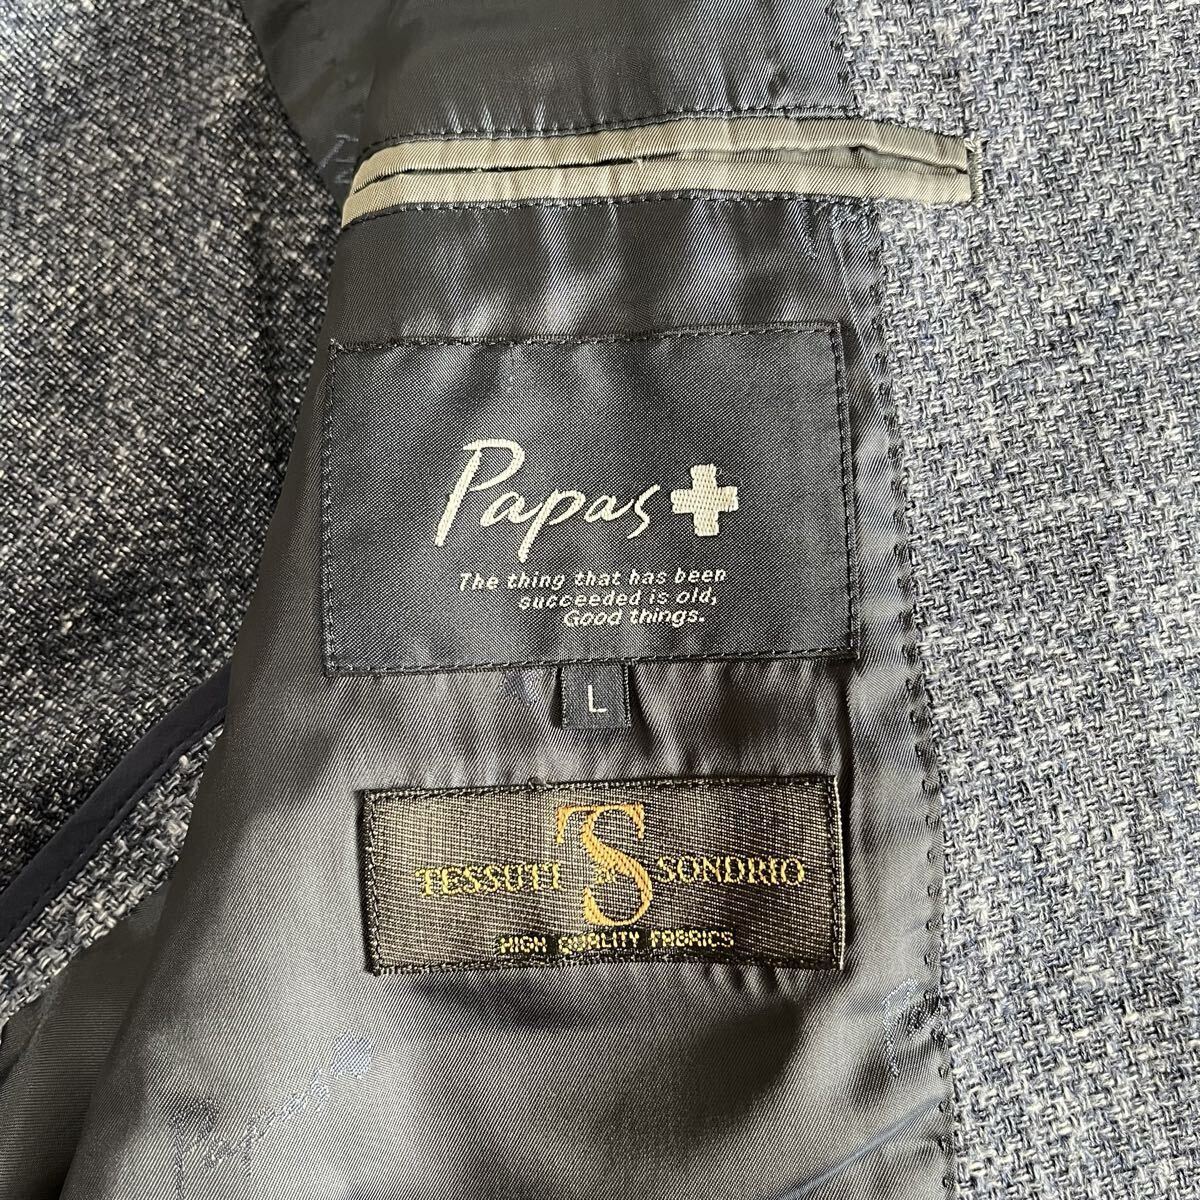 Papas+
The thing that has been
succeeded is old,
Good things.
L
TS
TESSUTI SONDRIO
HIGH QUALITY FABRICS